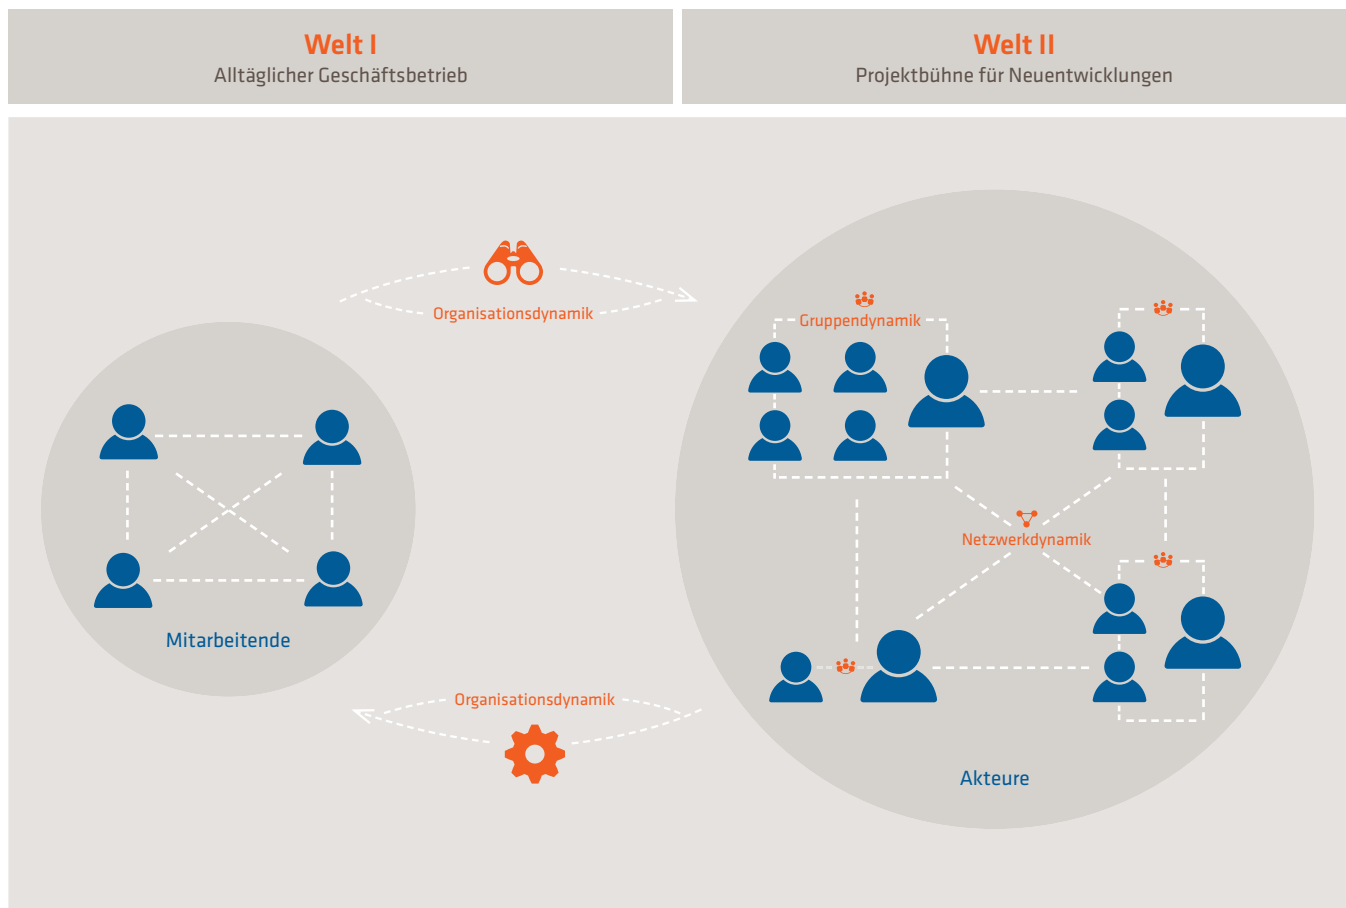 Welt I
Alltäglicher Geschäftsbetrieb
Welt II
Projektbühne für Neuentwicklungen
Organisationsdynamik
Gruppendynamik
Netzwerkdynamik
Mitarbeitende
Organisationsdynamik
Akteure